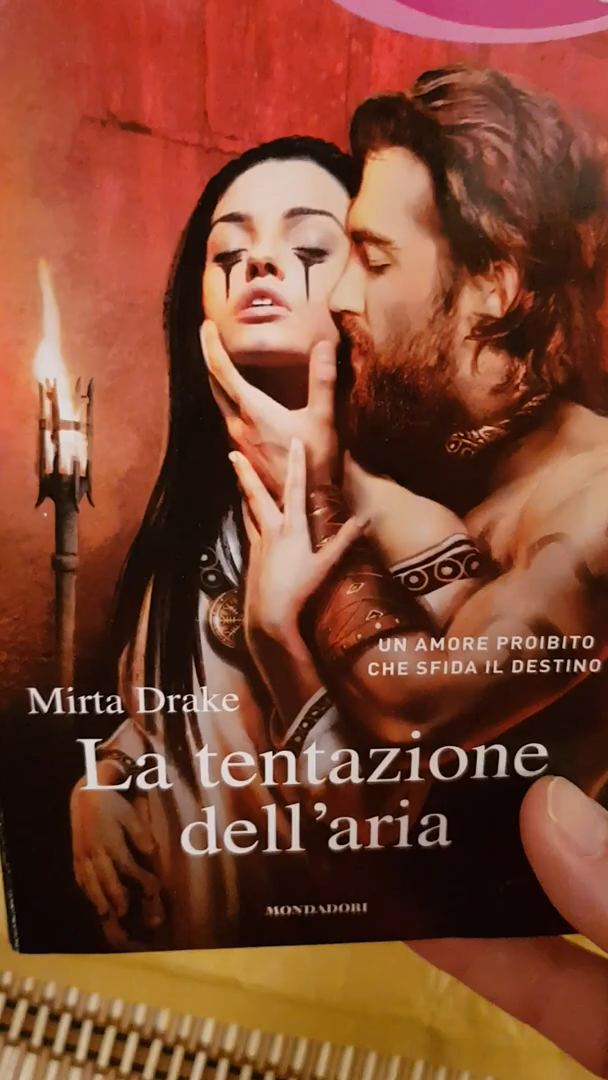 UN AMORE PROIBITO
CHE SFIDA IL DESTINO
Mirta Drake
La tentazione
dell'aria
MONDADORI